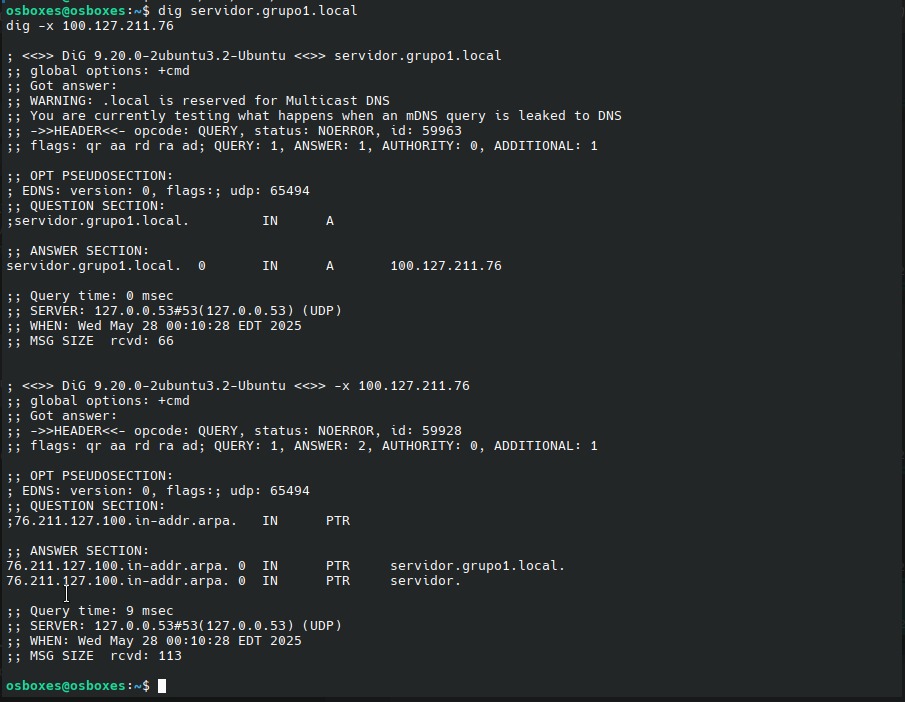 osboxes@osboxes:~$ dig servidor.grupo1.local
dig -x 100.127.211.76
; <<>> DiG 9.20.0-2ubuntu3.2-Ubuntu <<>> servidor.grupo1.local
;; global options: +cmd
;; Got answer:
;; WARNING: .local is reserved for Multicast DNS
;; You are currently testing what happens when an mDNS query is leaked to DNS
;; ->>HEADER<<- opcode: QUERY, status: NOERROR, id: 59963
;; flags: qr aa rd ra ad; QUERY: 1, ANSWER: 1, AUTHORITY: 0, ADDITIONAL: 1
;; OPT PSEUDOSECTION:
; EDNS: version: 0, flags:; udp: 65494
;; QUESTION SECTION:
;servidor.grupo1.local.         IN      A
;; ANSWER SECTION:
servidor.grupo1.local.  0       IN      A       100.127.211.76
;; Query time: 0 msec
;; SERVER: 127.0.0.53#53(127.0.0.53) (UDP)
;; WHEN: Wed May 28 00:10:28 EDT 2025
;; MSG SIZE  rcvd: 66
; <<>> DiG 9.20.0-2ubuntu3.2-Ubuntu <<>> -x 100.127.211.76
;; global options: +cmd
;; Got answer:
;; ->>HEADER<<- opcode: QUERY, status: NOERROR, id: 59928
;; flags: qr aa rd ra ad; QUERY: 1, ANSWER: 2, AUTHORITY: 0, ADDITIONAL: 1
;; OPT PSEUDOSECTION:
; EDNS: version: 0, flags:; udp: 65494
;; QUESTION SECTION:
;76.211.127.100.in-addr.arpa.   IN      PTR
;; ANSWER SECTION:
76.211.127.100.in-addr.arpa. 0  IN      PTR     servidor.grupo1.local.
76.211.127.100.in-addr.arpa. 0  IN      PTR     servidor.
;; Query time: 9 msec
;; SERVER: 127.0.0.53#53(127.0.0.53) (UDP)
;; WHEN: Wed May 28 00:10:28 EDT 2025
;; MSG SIZE  rcvd: 113
osboxes@osboxes:~$